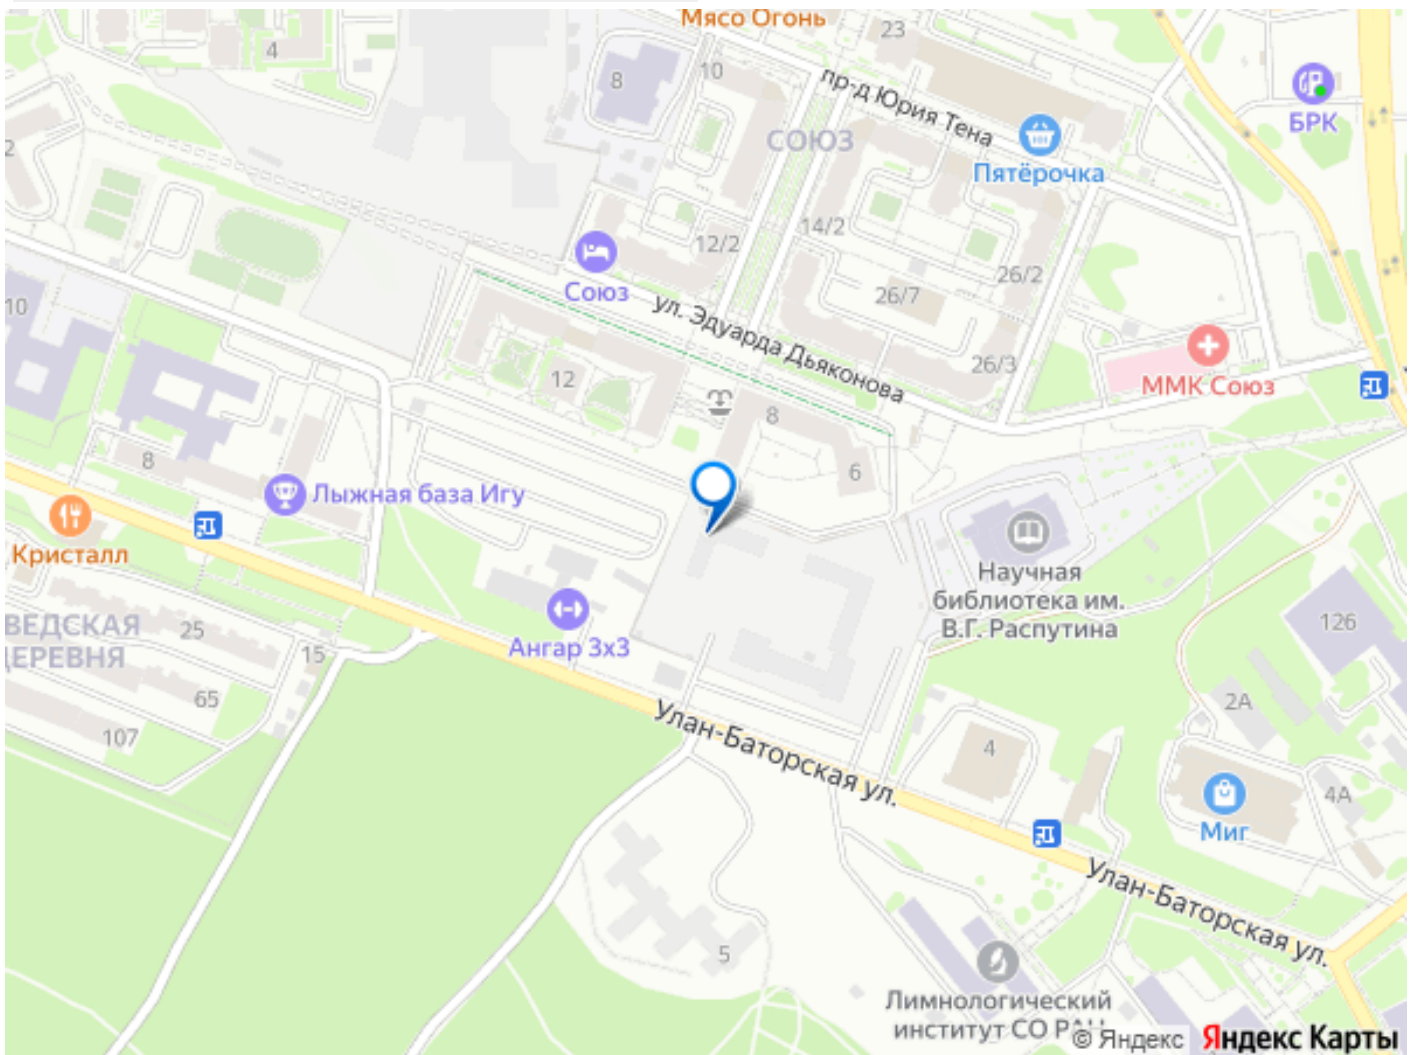 Мясо Огонь
23
4
10
8
БРК
пр-д Юрия Тена
СОЮЗ
Пятёрочка
2
12/2
14/2
26/2
Союз
26/7
10
ул. Эдуарда Дьяконова
26/3
ММК Союз
12
8
6
8
Лыжная база Игу
Кристалл
Научная
библиотека им.
В.Г. Распутина
Ангар 3х3
ВЕДСКАЯ
ДЕРЕВНЯ
25
15
126
65
2А
107
Улан-Баторская ул.
4
4А
Миг
Улан-Баторская ул.
5
Лимнологический
институт СО РАН
© Яндекс Яндекс Карты